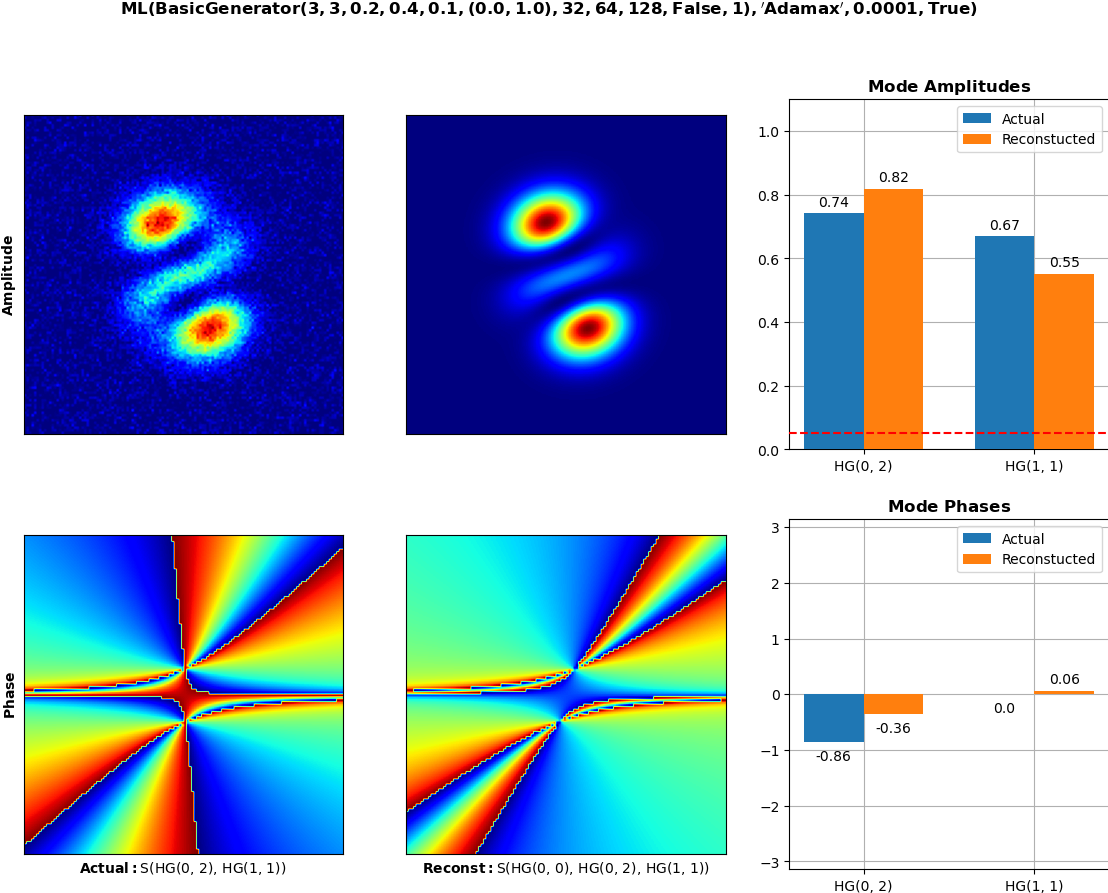 ML(BasicGenerator(3, 3, 0.2, 0.4, 0.1, (0.0, 1.0), 32, 64, 128, False, 1), ′Adamax′, 0.0001, True)
Amplitude
Mode Amplitudes
Actual
Reconstucted
1.0
0.8
0.6
0.4
0.2
0.0
0.74
0.82
0.67
0.55
HG(0, 2)
HG(1, 1)
Phase
Actual: S(HG(0, 2), HG(1, 1))
Reconst: S(HG(0, 0), HG(0, 2), HG(1, 1))
Mode Phases
Actual
Reconstucted
3
2
1
0
−1
−2
−3
-0.86
-0.36
0.0
0.06
HG(0, 2)
HG(1, 1)